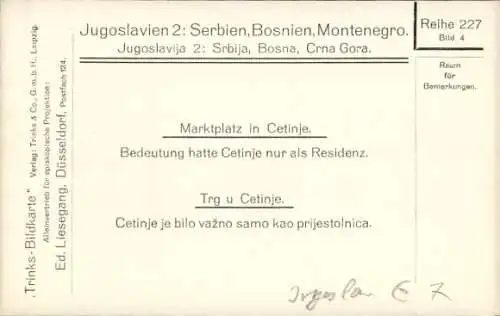 Jugoslavien 2: Serbien, Bosnien, Montenegro.
Jugoslavija 2: Srbija, Bosna, Crna Gora.
Reihe 227
Bild 4
Raum
für
Bemerkungen.
Marktplatz in Cetinje.
Bedeutung hatte Cetinje nur als Residenz.
Trg u Cetinje.
Cetinje je bilo važno samo kao prijestolnica.
„Trinks-Bildkarte“
Verlag: Trinks & Co., G. m. b. H., Leipzig.
Alleinvertrieb für episkopische Projektion:
Ed. Liesegang, Düsseldorf, Postfach 124.
E 7